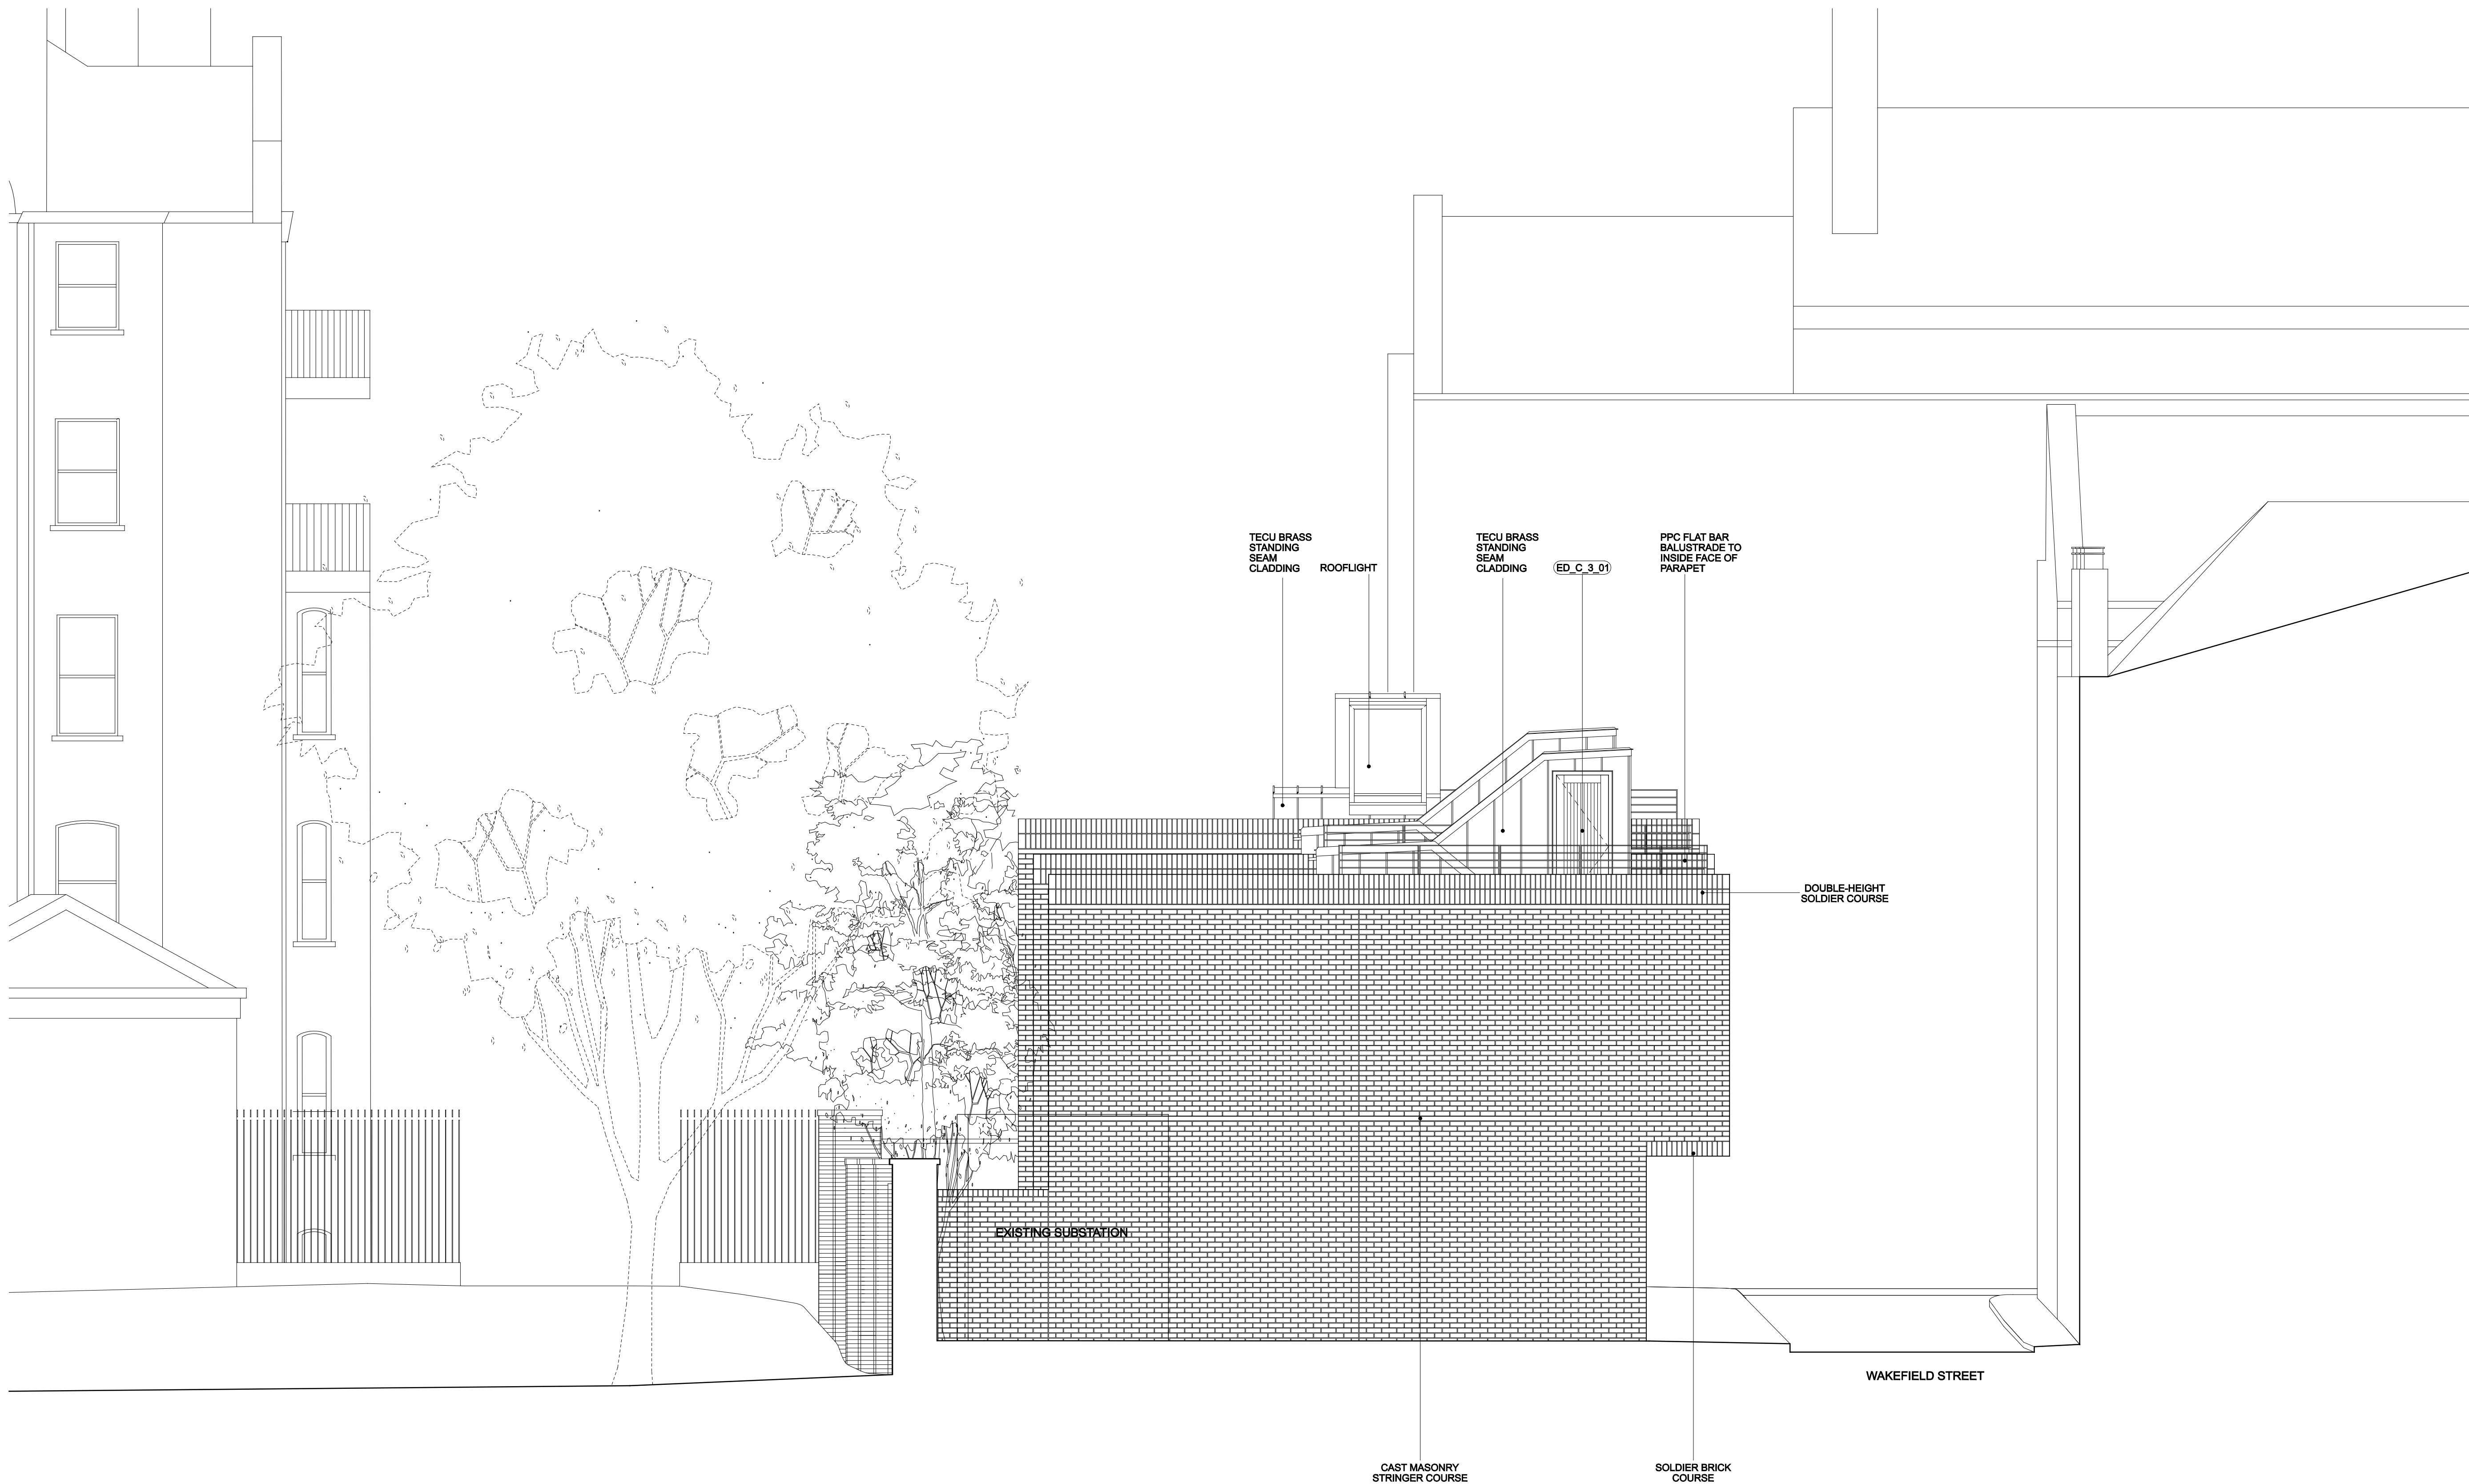 TECU BRASS
STANDING
SEAM
CLADDING
ROOFLIGHT
TECU BRASS
STANDING
SEAM
CLADDING
ED_C_3_01
PPC FLAT BAR
BALUSTRADE TO
INSIDE FACE OF
PARAPET
DOUBLE-HEIGHT
SOLDIER COURSE
EXISTING SUBSTATION
WAKEFIELD STREET
CAST MASONRY
STRINGER COURSE
SOLDIER BRICK
COURSE